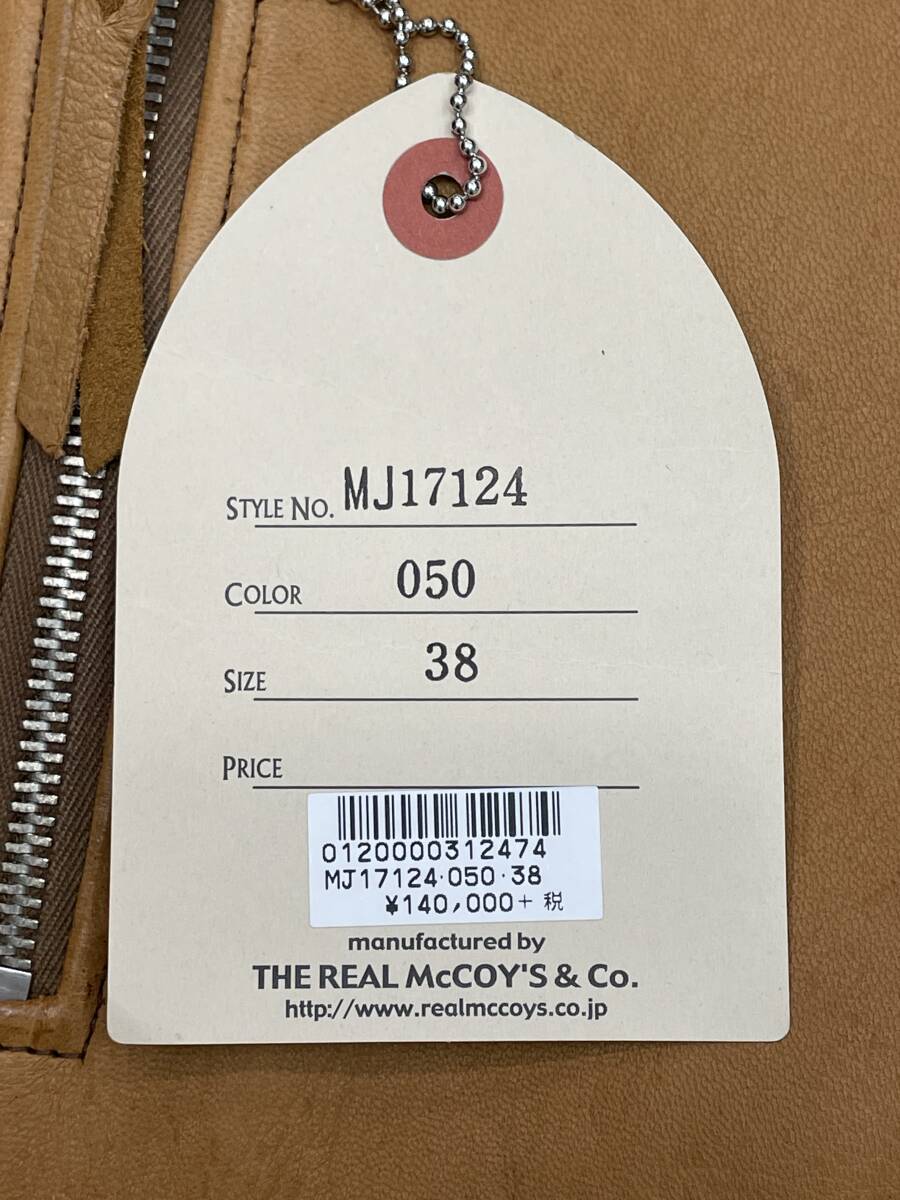 STYLE NO. MJ17124
COLOR 050
SIZE 38
PRICE
0120000312474
MJ17124・050・38
¥140,000+税
manufactured by
THE REAL McCOY'S & Co.
http://www.realmccoys.co.jp